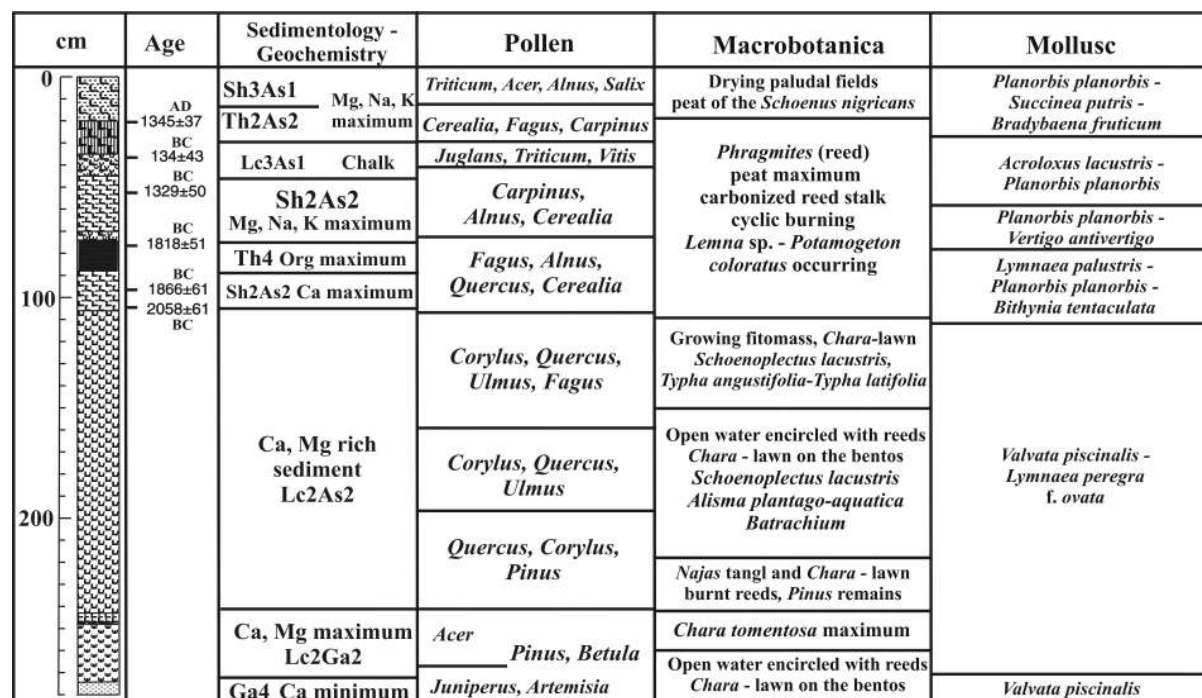 cm
Age
Sedimentology -
Geochemistry
Pollen
Macrobotanica
Mollusc
0
100
200
AD
1345±37
BC
134±43
BC
1329±50
BC
1818±51
BC
1866±61
2058±61
BC
Sh3As1
Th2As2
Mg, Na, K
maximum
Lc3As1 Chalk
Sh2As2
Mg, Na, K maximum
Th4 Org maximum
Sh2As2 Ca maximum
Ca, Mg rich
sediment
Lc2As2
Ca, Mg maximum
Lc2Ga2
Ga4 Ca minimum
Triticum, Acer, Alnus, Salix
Cerealia, Fagus, Carpinus
Juglans, Triticum, Vitis
Carpinus,
Alnus, Cerealia
Fagus, Alnus,
Quercus, Cerealia
Corylus, Quercus,
Ulmus, Fagus
Corylus, Quercus,
Ulmus
Quercus, Corylus,
Pinus
Acer
Pinus, Betula
Juniperus, Artemisia
Drying paludal fields
peat of the Schoenus nigricans
Phragmites (reed)
peat maximum
carbonized reed stalk
cyclic burning
Lemna sp. - Potamogeton
coloratus occurring
Growing fitomass, Chara-lawn
Schoenoplectus lacustris,
Typha angustifolia-Typha latifolia
Open water encircled with reeds
Chara - lawn on the bentos
Schoenoplectus lacustris
Alisma plantago-aquatica
Batrachium
Najas tangl and Chara - lawn
burnt reeds, Pinus remains
Chara tomentosa maximum
Open water encircled with reeds
Chara - lawn on the bentos
Planorbis planorbis -
Succinea putris -
Bradybaena fruticum
Acroloxus lacustris -
Planorbis planorbis
Planorbis planorbis -
Vertigo antivertigo
Lymnaea palustris -
Planorbis planorbis -
Bithynia tentaculata
Valvata piscinalis -
Lymnaea peregra
f. ovata
Valvata piscinalis